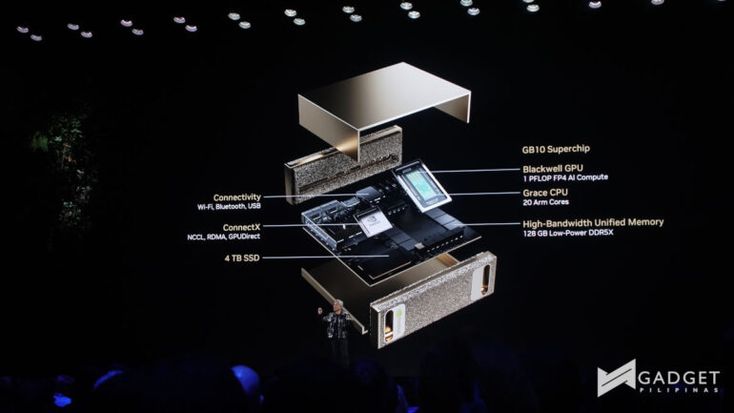 GB10 Superchip
Blackwell GPU
1 PFLOP FP4 AI Compute
Grace CPU
20 Arm Cores
High-Bandwidth Unified Memory
128 GB Low-Power DDR5X
Connectivity
Wi-Fi, Bluetooth, USB
ConnectX
NCCL, RDMA, GPUDirect
4 TB SSD
GADGET
PILIPINAS